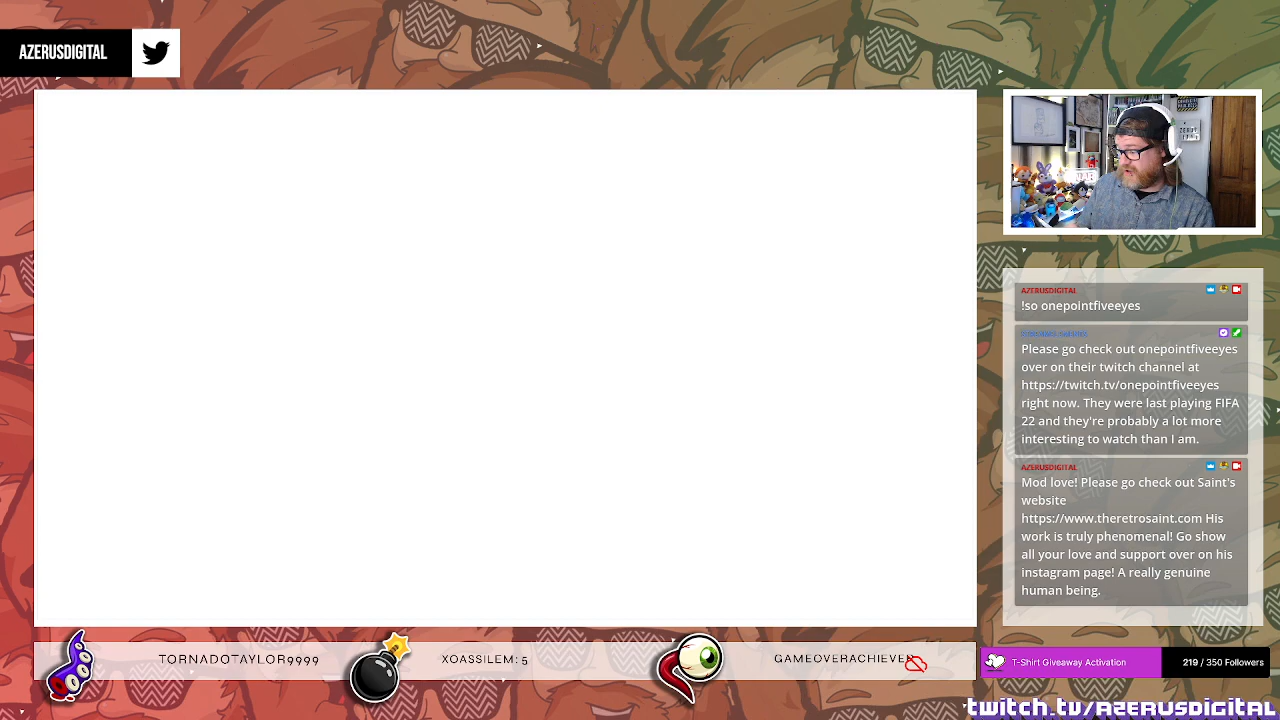 AZERUSDIGITAL
AZERUSDIGITAL
!so onepointfiveeyes
Please go check out onepointfiveeyes
over on their twitch channel at
https://twitch.tv/onepointfiveeyes
right now. They were last playing FIFA
22 and they're probably a lot more
interesting to watch than I am.
AZERUSDIGITAL
Mod love! Please go check out Saint's
website
https://www.theretrosaint.com His
work is truly phenomenal! Go show
all your love and support over on his
instagram page! A really genuine
human being.
TORNADOTAYLOR9999
XOASSILEM: 5
GAMEOVERACHIEVER
T-Shirt Giveaway Activation
219 / 350 Followers
twitch.tv/AZERUSDIGITAL